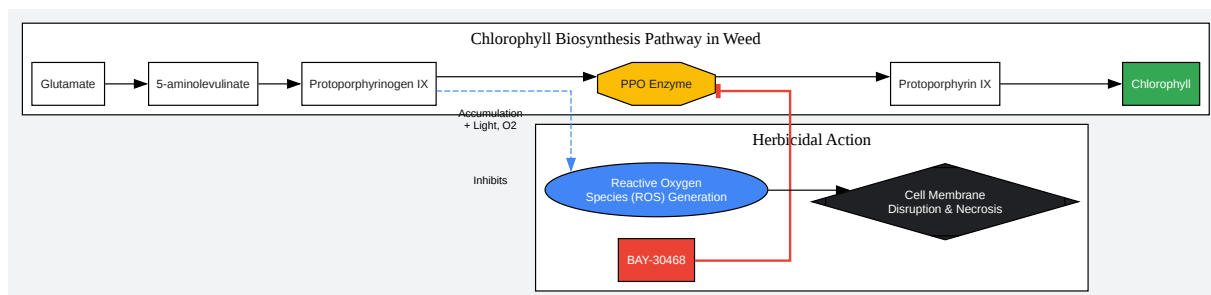 Chlorophyll Biosynthesis Pathway in Weed
Glutamate
5-aminolevulinate
Protoporphyrinogen IX
PPO Enzyme
Protoporphyrin IX
Chlorophyll
Accumulation
+ Light, O2
Herbicidal Action
Inhibits
Reactive Oxygen
Species (ROS) Generation
Cell Membrane
Disruption & Necrosis
BAY-30468